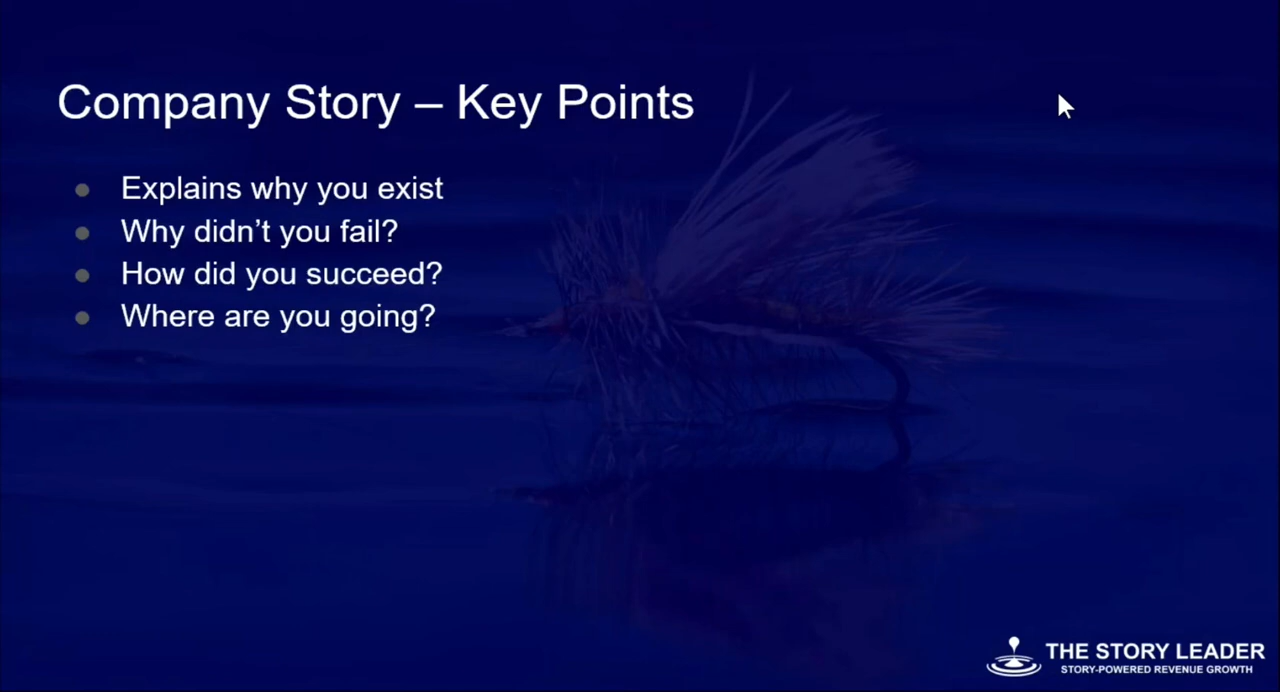 Company Story – Key Points
Explains why you exist
Why didn’t you fail?
How did you succeed?
Where are you going?
THE STORY LEADER
STORY-POWERED REVENUE GROWTH